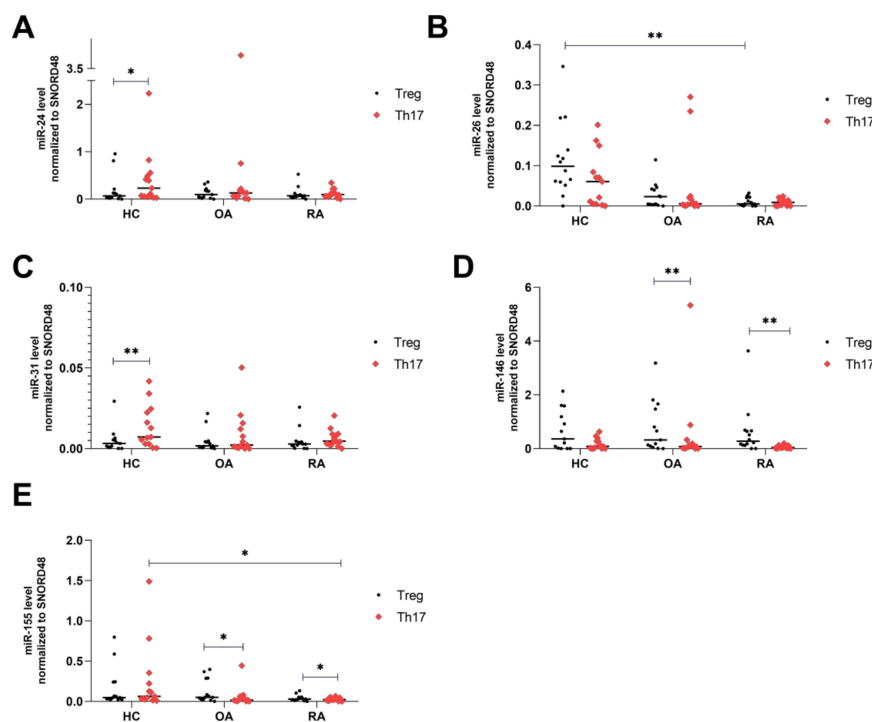 A
miR-24 level
normalized to SNORD48
3.5
2
1
0
*
HC
OA
RA
Treg
Th17
B
miR-26 level
normalized to SNORD48
0.4
0.3
0.2
0.1
0.0
**
HC
OA
RA
Treg
Th17
C
miR-31 level
normalized to SNORD48
0.10
0.05
0.00
**
HC
OA
RA
Treg
Th17
D
miR-146 level
normalized to SNORD48
6
4
2
0
**
**
HC
OA
RA
Treg
Th17
E
miR-155 level
normalized to SNORD48
2.0
1.5
1.0
0.5
0.0
*
*
*
HC
OA
RA
Treg
Th17